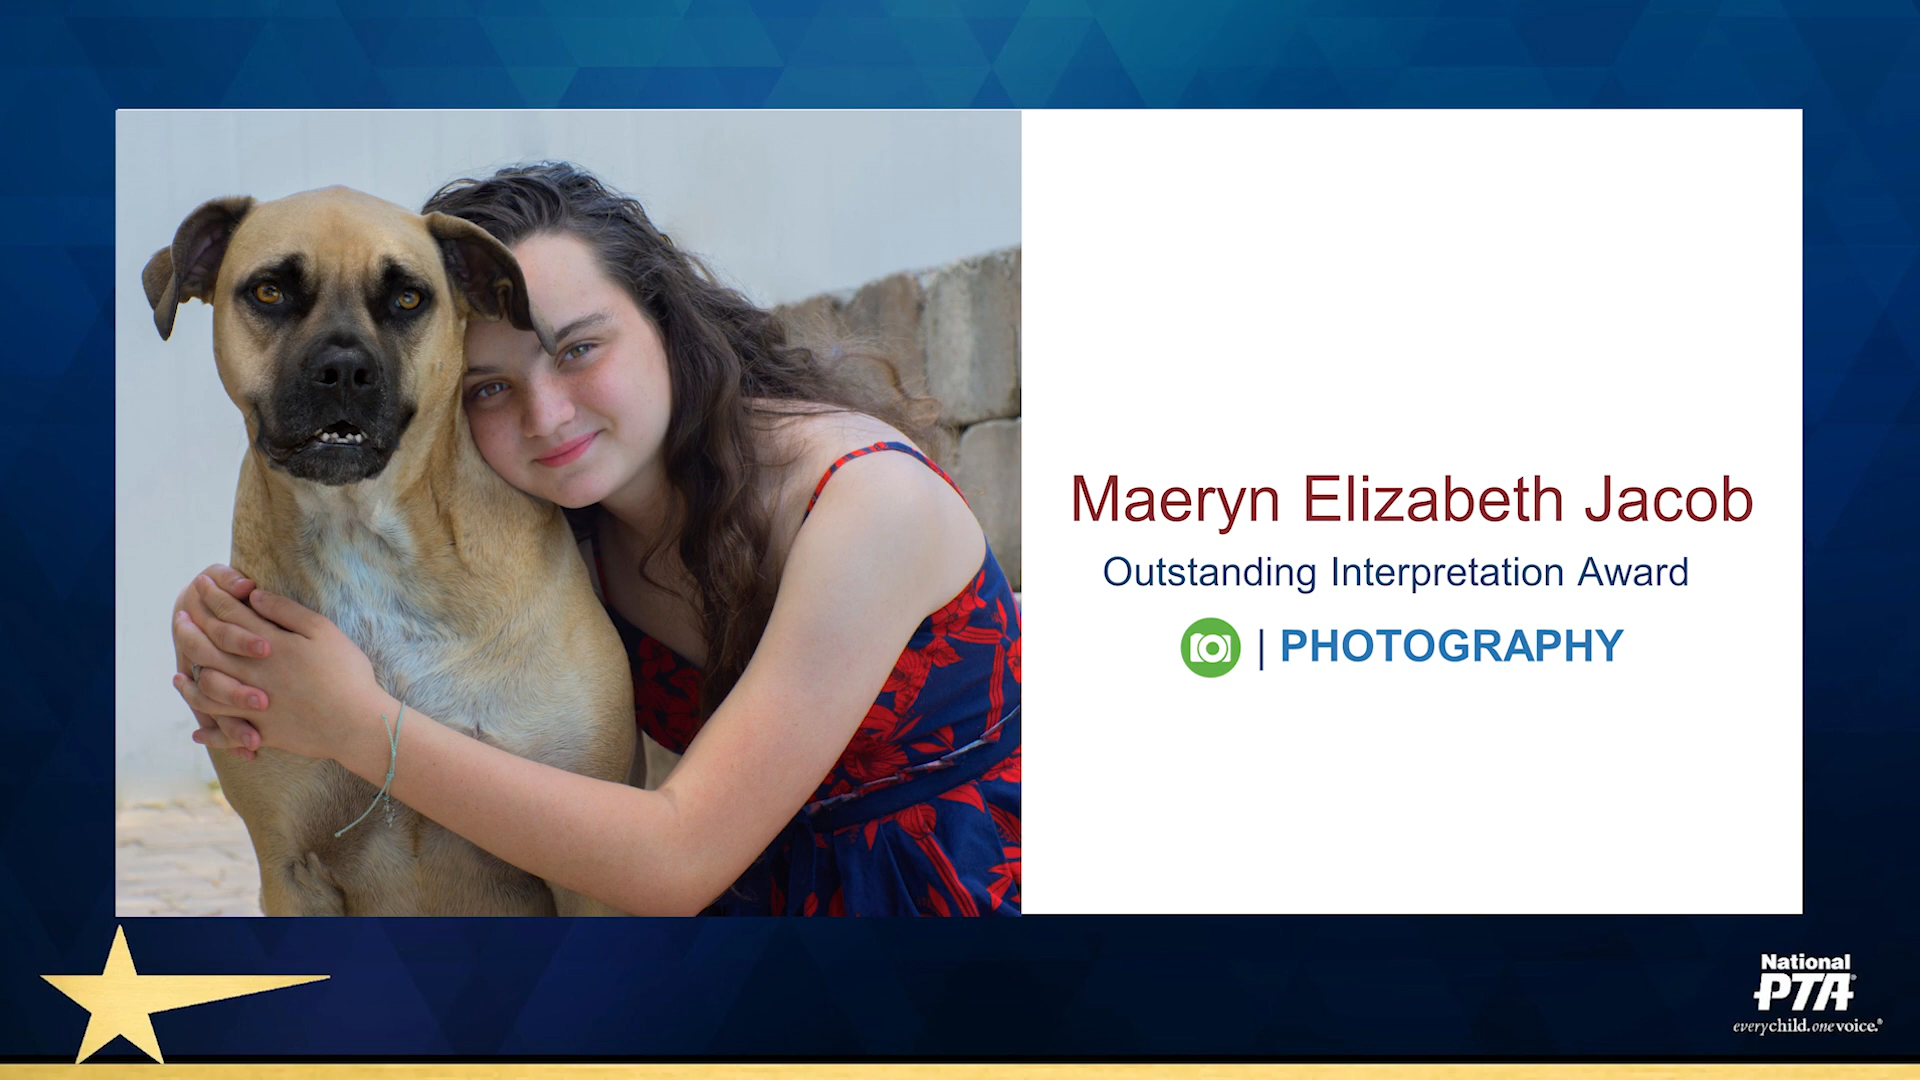 Maeryn Elizabeth Jacob
Outstanding Interpretation Award
| PHOTOGRAPHY
National
PTA®
everychild.onevoice.®